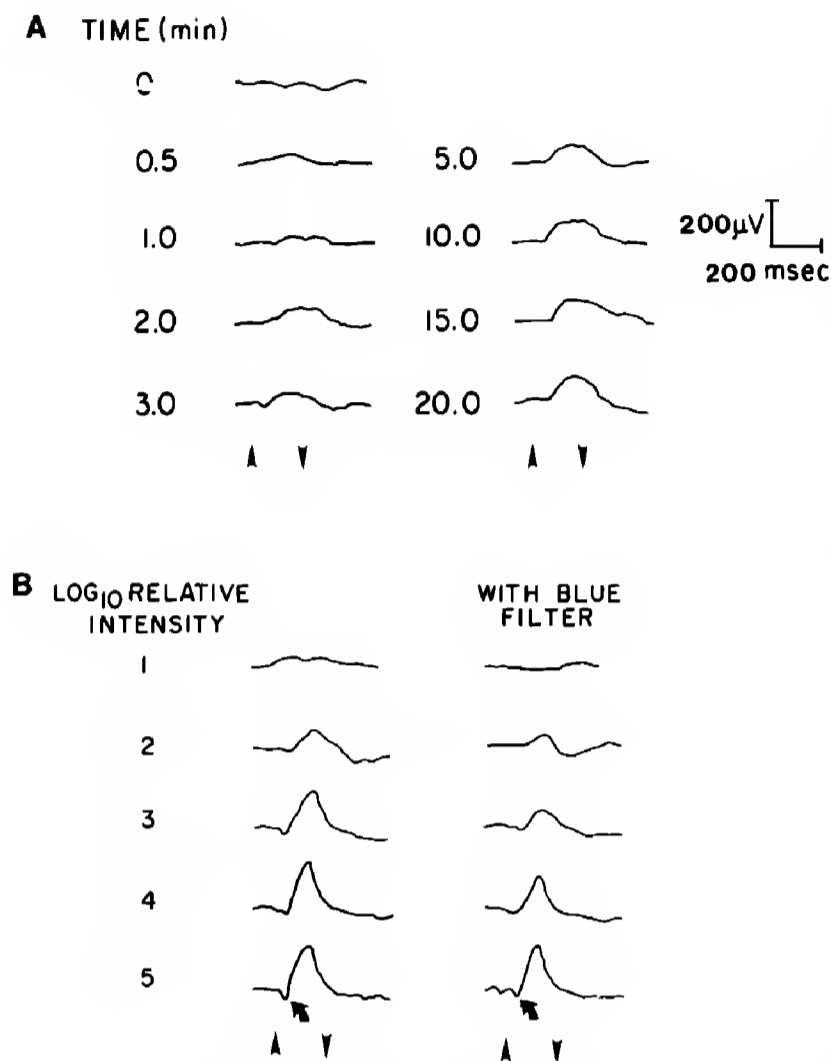 A TIME (min)
0
0.5
1.0
2.0
3.0
5.0
10.0
15.0
20.0
200μV
200 msec
B LOG10 RELATIVE
INTENSITY
WITH BLUE
FILTER
1
2
3
4
5